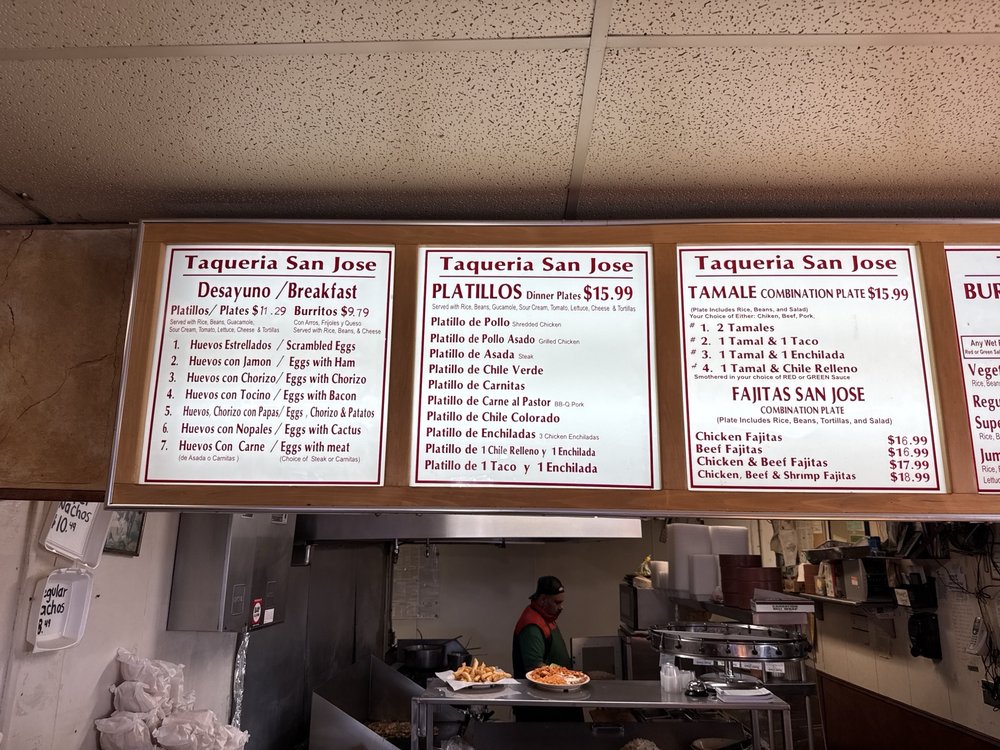 Taqueria San Jose
Desayuno / Breakfast
Platillos/ Plates $11.29 Burritos $9.79
Served with Rice, Beans, Guacamole, Con Arros, Frijoles y Queso
Sour Cream, Tomato, Lettuce, Cheese & Tortillas Served with Rice, Beans, & Cheese
1. Huevos Estrellados / Scrambled Eggs
2. Huevos con Jamon / Eggs with Ham
3. Huevos con Chorizo/ Eggs with Chorizo
4. Huevos con Tocino / Eggs with Bacon
5. Huevos, Chorizo con Papas/ Eggs , Chorizo & Patatos
6. Huevos con Nopales / Eggs with Cactus
7. Huevos Con Carne / Eggs with meat
(de Asada o Carnitas ) (Choice of Steak or Carnitas)
Taqueria San Jose
PLATILLOS Dinner Plates $15.99
Served with Rice, Beans, Gucamole, Sour Cream, Tomato, Lettuce, Cheese & Tortillas
Platillo de Pollo Shredded Chicken
Platillo de Pollo Asado Grilled Chicken
Platillo de Asada Steak
Platillo de Chile Verde
Platillo de Carnitas
Platillo de Carne al Pastor BB-Q Pork
Platillo de Chile Colorado
Platillo de Enchiladas 3 Chicken Enchiladas
Platillo de 1 Chile Relleno y 1 Enchilada
Platillo de 1 Taco y 1 Enchilada
Taqueria San Jose
TAMALE COMBINATION PLATE $15.99
(Plate Includes Rice, Beans, and Salad)
Your Choice of Either: Chiken, Beef, Pork,
# 1. 2 Tamales
# 2. 1 Tamal & 1 Taco
# 3. 1 Tamal & 1 Enchilada
# 4. 1 Tamal & Chile Relleno
Smothered in your choice of RED or GREEN Sauce
FAJITAS SAN JOSE
COMBINATION PLATE
(Plate Includes Rice, Beans, Tortillas, and Salad)
Chicken Fajitas $16.99
Beef Fajitas $16.99
Chicken & Beef Fajitas $17.99
Chicken, Beef & Shrimp Fajitas $18.99
Any Wet
Red or Green
Nachos
10.49
egular
achos
8.49